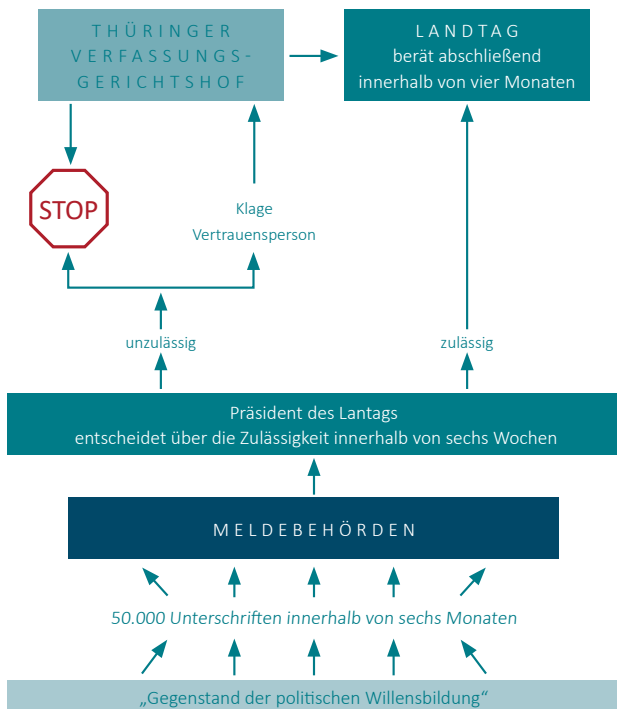 THÜRINGER
VERFASSUNGS-
GERICHTSHOF
LANDTAG
berät abschließend
innerhalb von vier Monaten
STOP
Klage
Vertrauensperson
unzulässig
zulässig
Präsident des Lantags
entscheidet über die Zulässigkeit innerhalb von sechs Wochen
MELDEBEHÖRDEN
50.000 Unterschriften innerhalb von sechs Monaten
„Gegenstand der politischen Willensbildung“